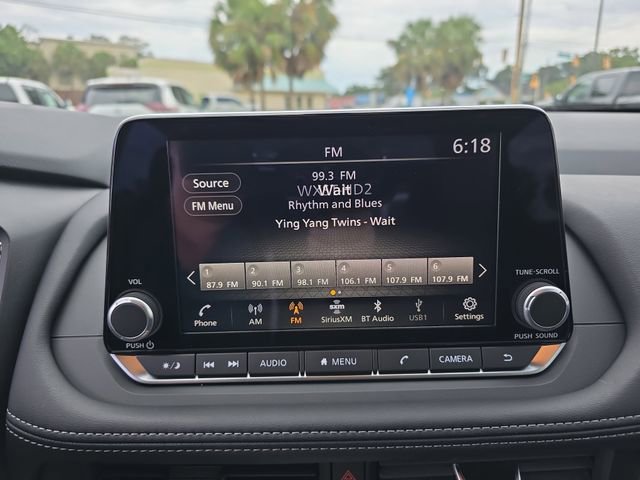 FM
6:18
Source
99.3 FM
Wait
FM Menu
Rhythm and Blues
Ying Yang Twins - Wait
1 2 3 4 5 6
87.9 FM 90.1 FM 98.1 FM 106.1 FM 107.9 FM 107.9 FM
Phone AM FM sxm SiriusXM BT Audio USB1 Settings
VOL
TUNE·SCROLL
PUSH
PUSH SOUND
AUDIO MENU CAMERA